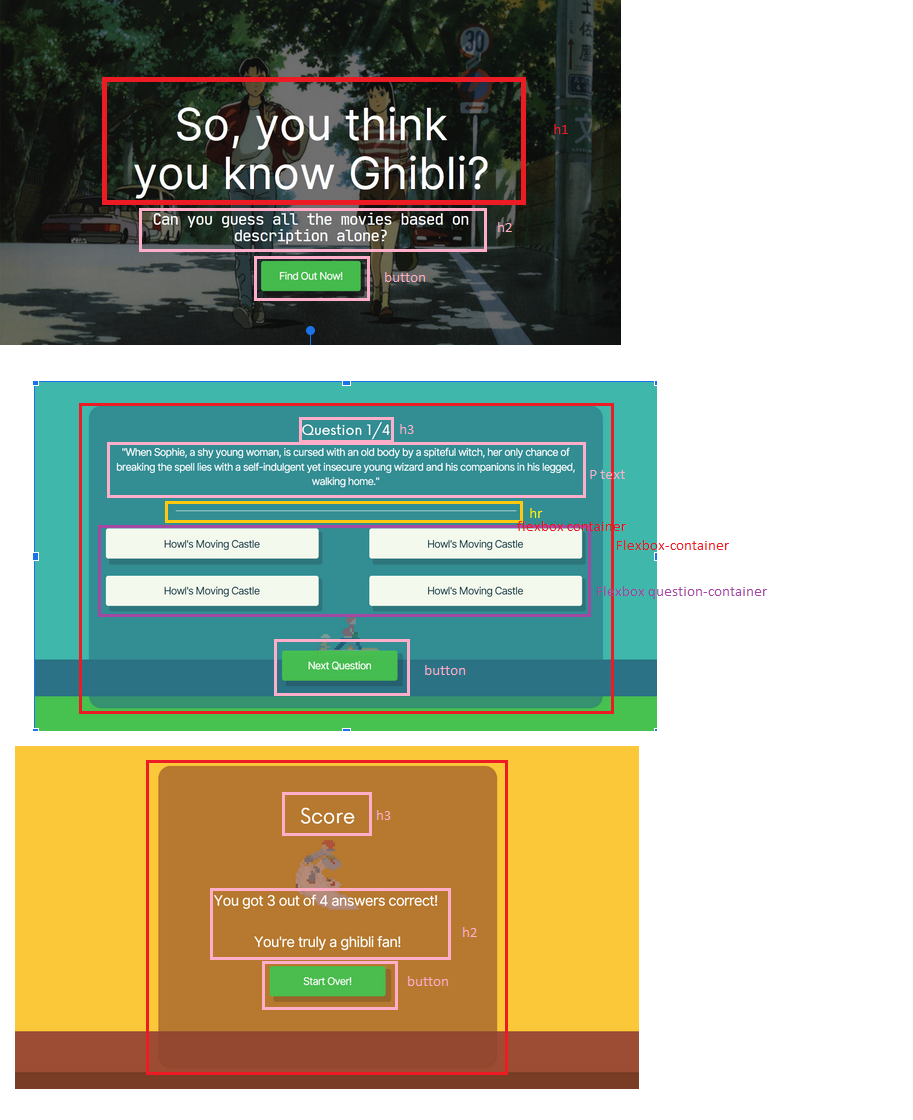 30
土
佐
屋
文
So, you think
you know Ghibli?
h1
Can you guess all the movies based on
description alone?
h2
Find Out Now!
button
Question 1/4
h3
"When Sophie, a shy young woman, is cursed with an old body by a spiteful witch, her only chance of
breaking the spell lies with a self-indulgent yet insecure young wizard and his companions in his legged,
walking home."
P text
hr
flexbox container
Howl's Moving Castle
Howl's Moving Castle
Flexbox-container
Howl's Moving Castle
Howl's Moving Castle
Flexbox question-container
Next Question
button
Score
h3
You got 3 out of 4 answers correct!
You're truly a ghibli fan!
h2
Start Over!
button